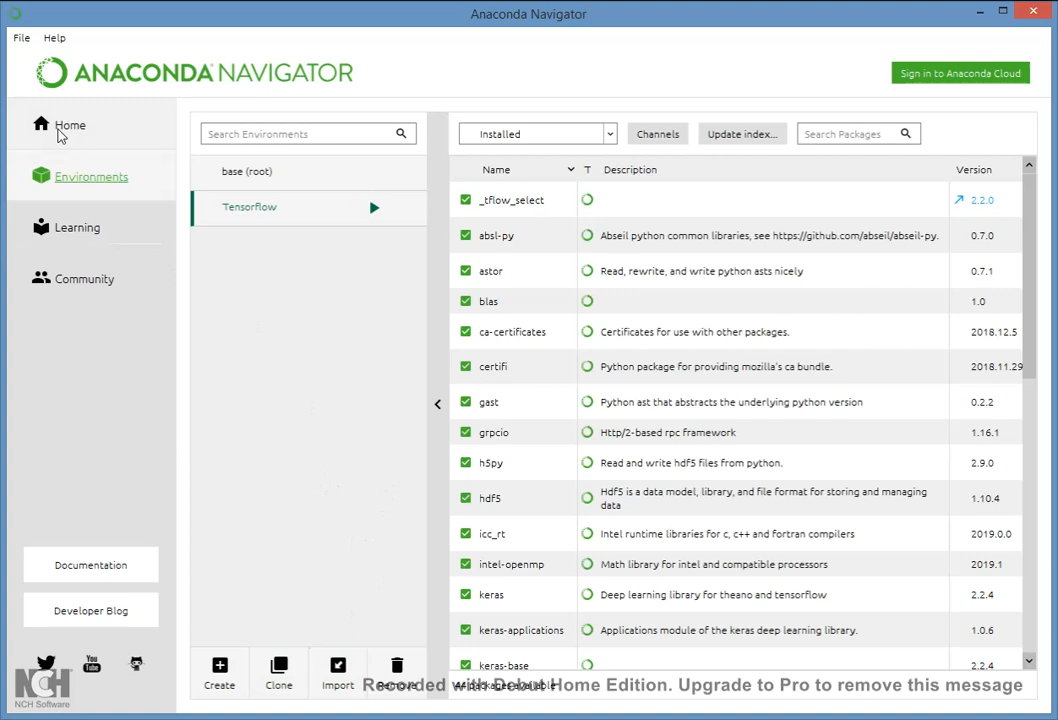 Anaconda Navigator
File Help
ANACONDA NAVIGATOR
Sign in to Anaconda Cloud
Home
Environments
Learning
Community
Documentation
Developer Blog
You Tube
NCH
NCH Software
Search Environments
base (root)
Tensorflow
Create Clone Import Remove
Installed Channels Update index... Search Packages
Name T Description Version
_tflow_select 2.2.0
absl-py Abseil python common libraries, see https://github.com/abseil/abseil-py. 0.7.0
astor Read, rewrite, and write python asts nicely 0.7.1
blas 1.0
ca-certificates Certificates for use with other packages. 2018.12.5
certifi Python package for providing mozilla's ca bundle. 2018.11.29
gast Python ast that abstracts the underlying python version 0.2.2
grpcio Http/2-based rpc framework 1.16.1
h5py Read and write hdf5 files from python. 2.9.0
hdf5 Hdf5 is a data model, library, and file format for storing and managing
data 1.10.4
icc_rt Intel runtime libraries for c, c++ and fortran compilers 2019.0.0
intel-openmp Math library for intel and compatible processors 2019.1
keras Deep learning library for theano and tensorflow 2.2.4
keras-applications Applications module of the keras deep learning library. 1.0.6
keras-base 2.2.4
packages available
Recorded with Debut Home Edition. Upgrade to Pro to remove this message